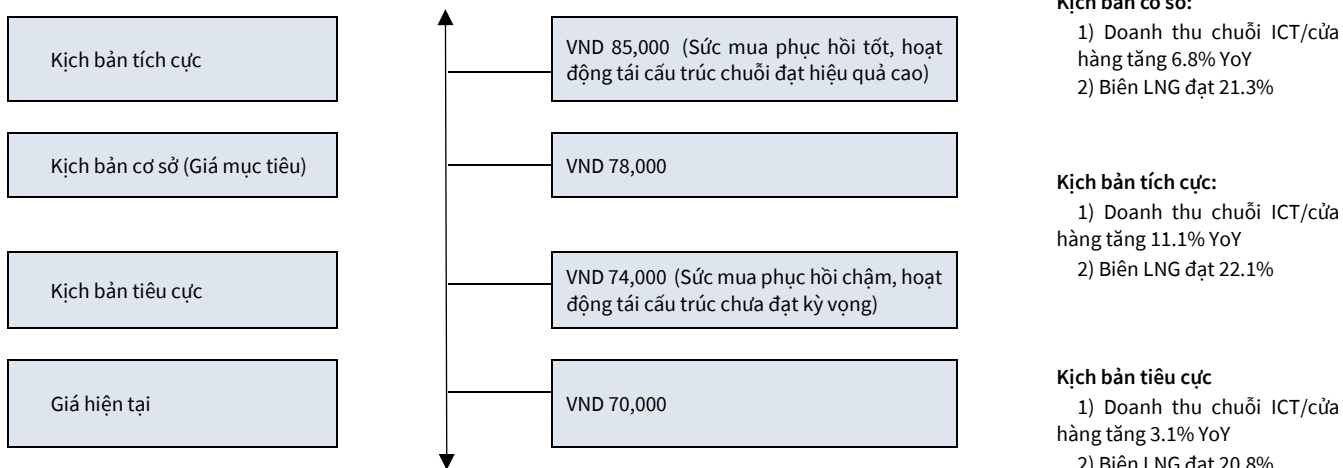 Kịch bản tích cực
VND 85,000 (Sức mua phục hồi tốt, hoạt
động tái cấu trúc chuỗi đạt hiệu quả cao)
Kịch bản cơ sở (Giá mục tiêu)
VND 78,000
Kịch bản tiêu cực
VND 74,000 (Sức mua phục hồi chậm, hoạt
động tái cấu trúc chưa đạt kỳ vọng)
Giá hiện tại
VND 70,000
Kịch bản cơ sở:
1) Doanh thu chuỗi ICT/cửa
hàng tăng 6.8% YoY
2) Biên LNG đạt 21.3%
Kịch bản tích cực:
1) Doanh thu chuỗi ICT/cửa
hàng tăng 11.1% YoY
2) Biên LNG đạt 22.1%
Kịch bản tiêu cực
1) Doanh thu chuỗi ICT/cửa
hàng tăng 3.1% YoY
2) Biên LNG đạt 20.8%